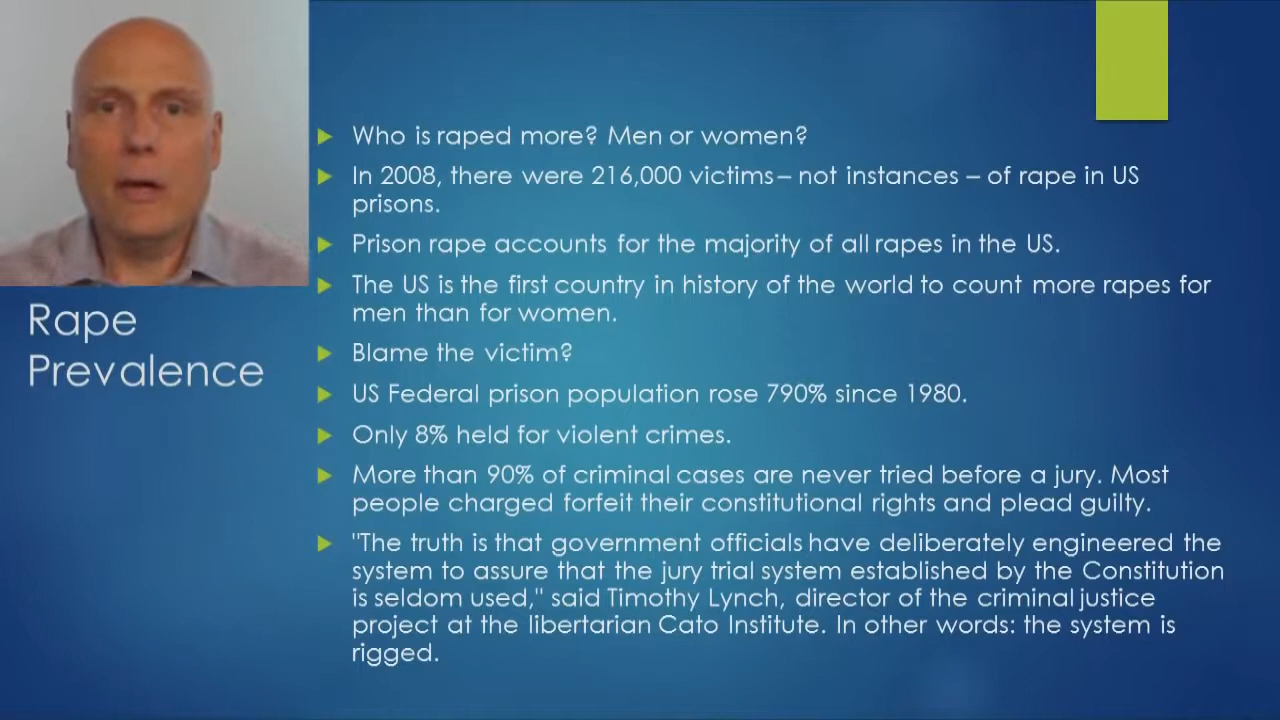 Rape
Prevalence
Who is raped more? Men or women?
In 2008, there were 216,000 victims – not instances – of rape in US
prisons.
Prison rape accounts for the majority of all rapes in the US.
The US is the first country in history of the world to count more rapes for
men than for women.
Blame the victim?
US Federal prison population rose 790% since 1980.
Only 8% held for violent crimes.
More than 90% of criminal cases are never tried before a jury. Most
people charged forfeit their constitutional rights and plead guilty.
"The truth is that government officials have deliberately engineered the
system to assure that the jury trial system established by the Constitution
is seldom used," said Timothy Lynch, director of the criminal justice
project at the libertarian Cato Institute. In other words: the system is
rigged.